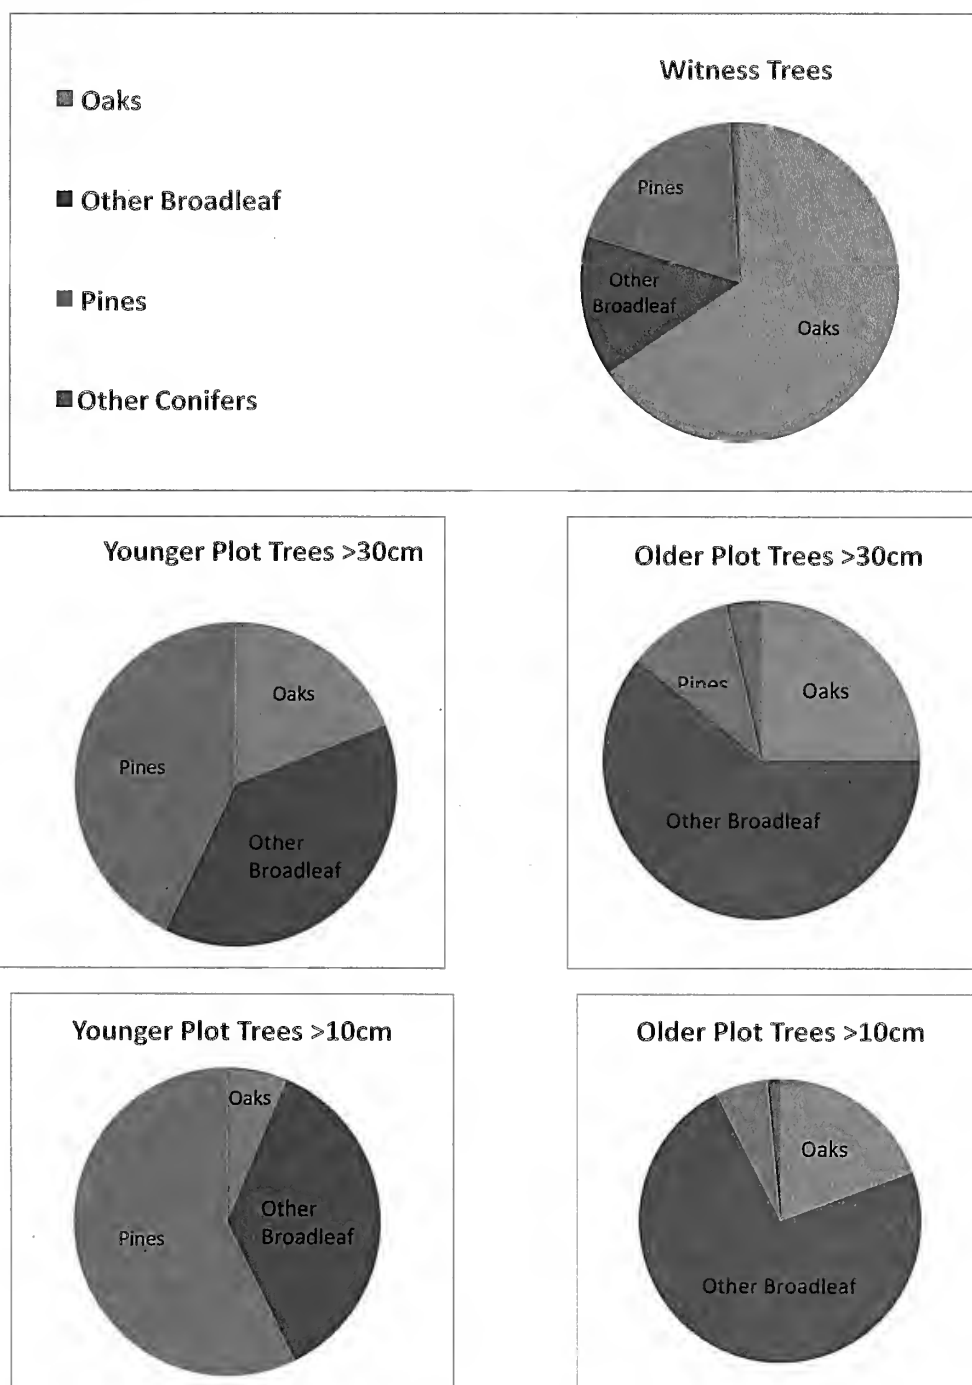 Witness Trees
Oaks
Other Broadleaf
Pines
Other Conifers
Pines
Other
Broadleaf
Oaks
Younger Plot Trees >30cm
Oaks
Pines
Other
Broadleaf
Older Plot Trees >30cm
Pines
Oaks
Other Broadleaf
Younger Plot Trees >10cm
Oaks
Other
Broadleaf
Pines
Older Plot Trees >10cm
Oaks
Other Broadleaf